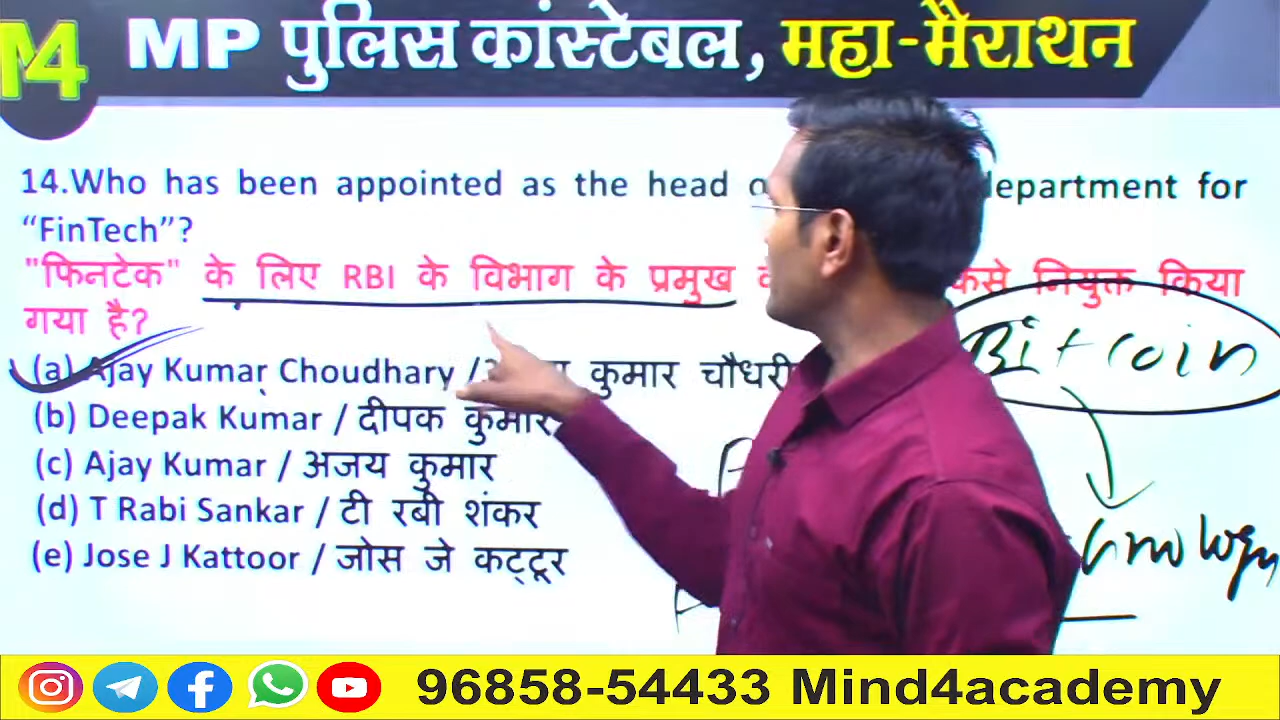 M4 MP पुलिस कांस्टेबल, महा-मैराथन
14.Who has been appointed as the head department for
“FinTech”?
"फिनटेक" के लिए RBI के विभाग के प्रमुख नियुक्त किया
गया है?
(a) Ajay Kumar Choudhary / कुमार चौधरी
Bitcoin
(b) Deepak Kumar / दीपक कुमार
(c) Ajay Kumar / अजय कुमार
(d) T Rabi Sankar / टी रबी शंकर
(e) Jose J Kattoor / जोस जे कट्टूर
96858-54433 Mind4academy